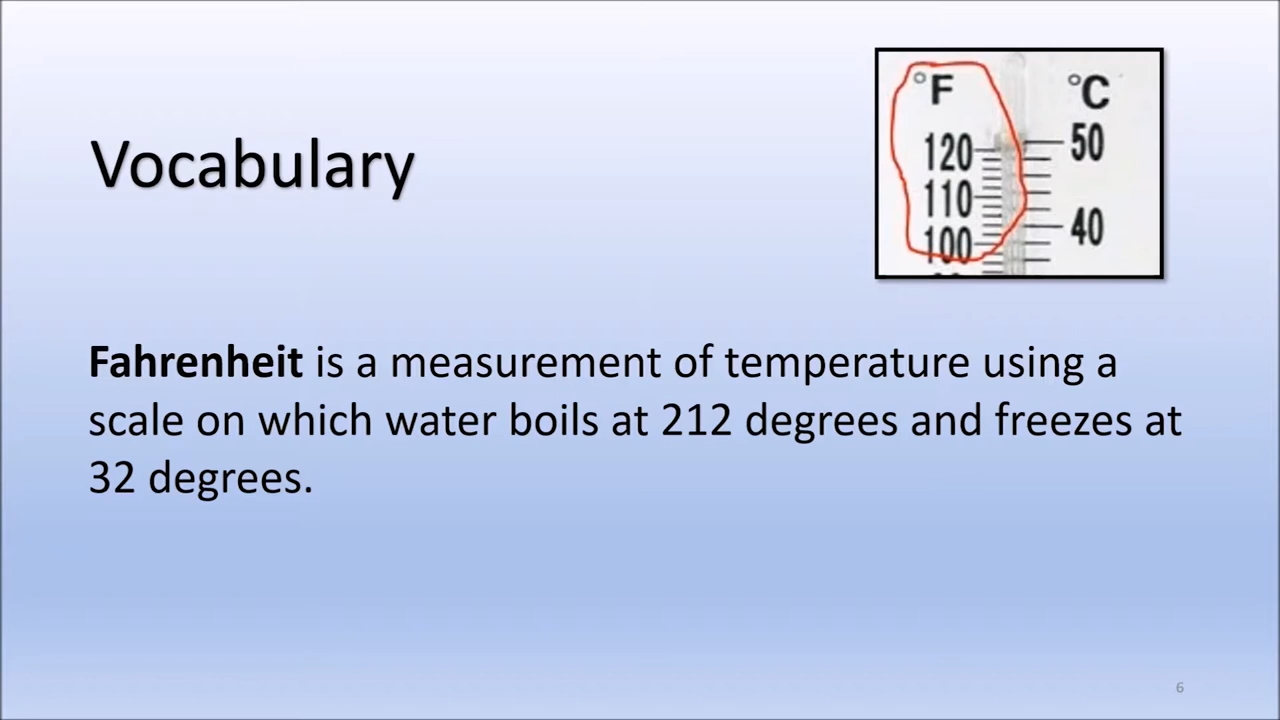 Vocabulary
°F °C
120 50
110
100 40
Fahrenheit is a measurement of temperature using a
scale on which water boils at 212 degrees and freezes at
32 degrees.
6